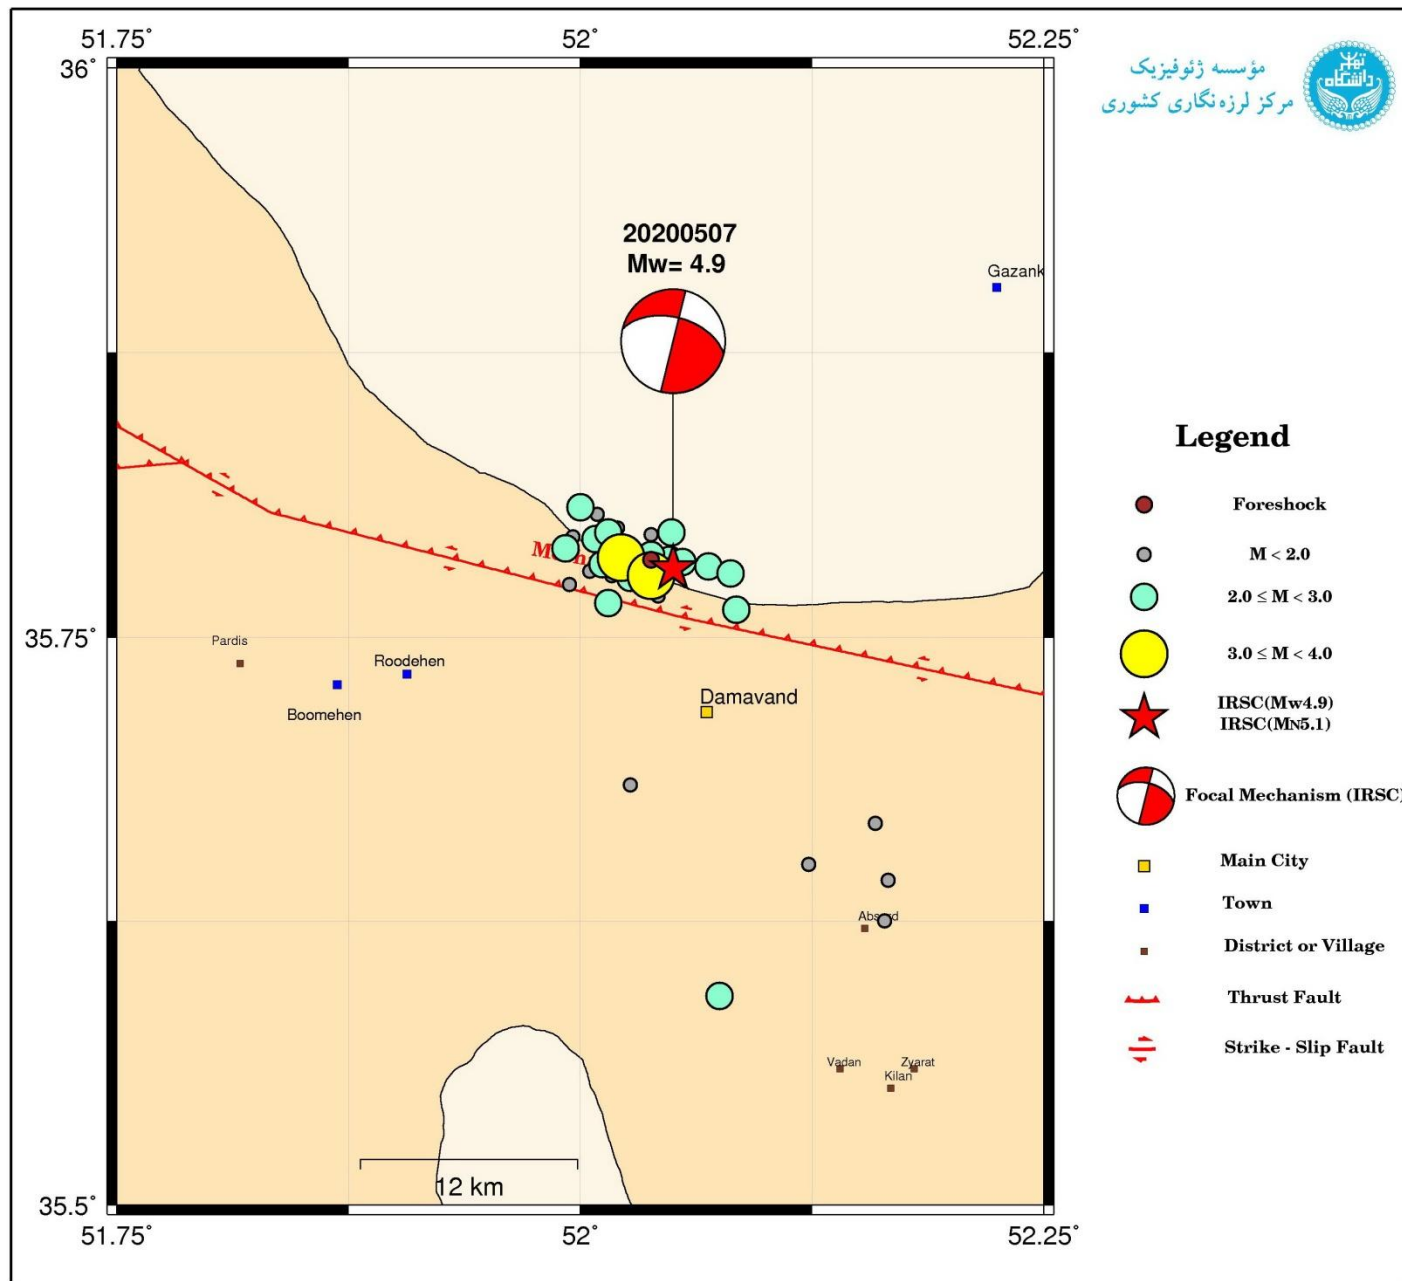 51.75°
52°
52.25°
36°
مؤسسه ژئوفیزیک
مرکز لرزه نگاری کشوری
دانشگاه
تهران
20200507
Mw= 4.9
Gazank
35.75°
Pardis
Roodehen
Boomehen
Damavand
Vadan
Zyarat
Kilan
12 km
35.5°
51.75°
52°
52.25°
Legend
Foreshock
M < 2.0
2.0 ≤ M < 3.0
3.0 ≤ M < 4.0
IRSC(Mw4.9)
IRSC(MN5.1)
Focal Mechanism (IRSC)
Main City
Town
District or Village
Thrust Fault
Strike - Slip Fault